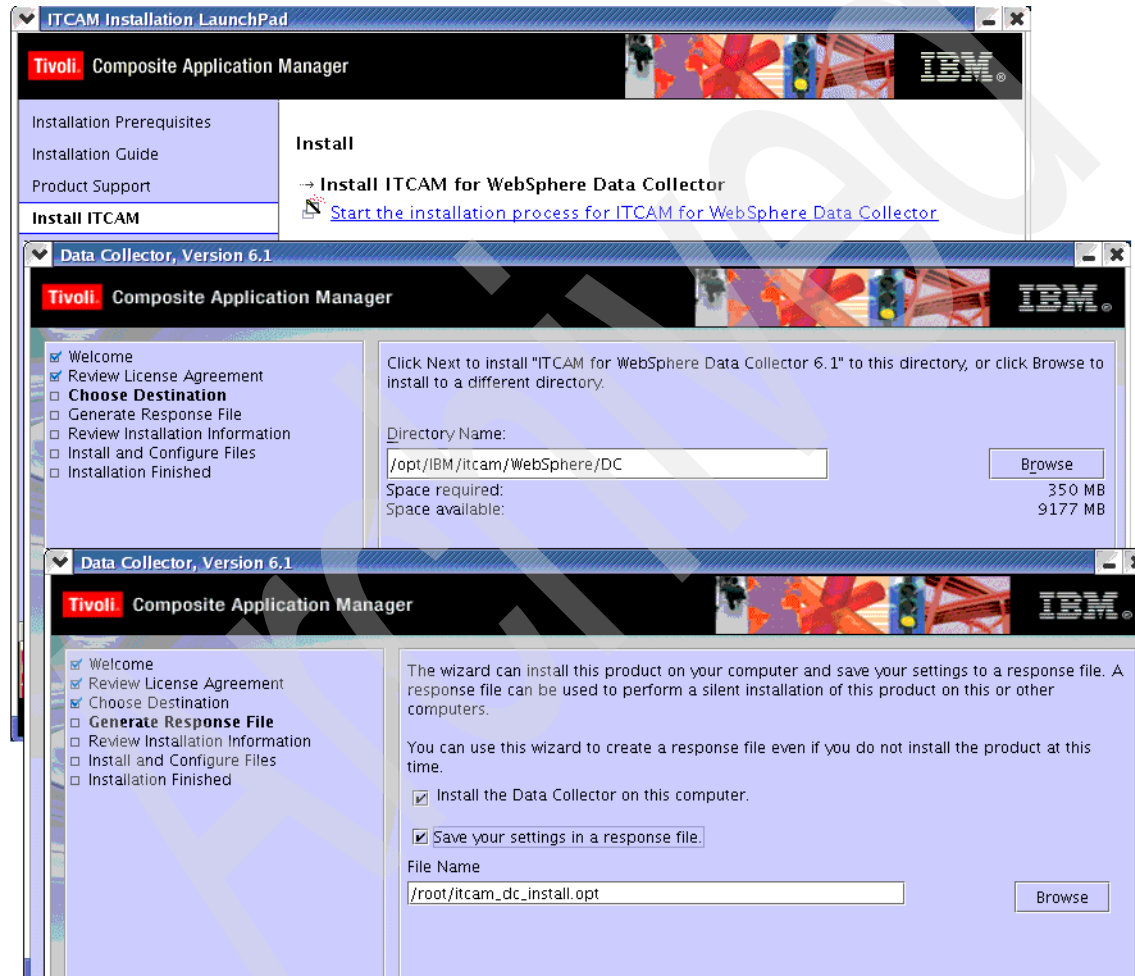 ITCAM Installation LaunchPad
Tivoli. Composite Application Manager
IBM®
Installation Prerequisites
Installation Guide
Product Support
Install ITCAM
Install
→ Install ITCAM for WebSphere Data Collector
Start the installation process for ITCAM for WebSphere Data Collector
Data Collector, Version 6.1
Tivoli. Composite Application Manager
IBM®
Welcome
Review License Agreement
Choose Destination
Generate Response File
Review Installation Information
Install and Configure Files
Installation Finished
Click Next to install "ITCAM for WebSphere Data Collector 6.1" to this directory, or click Browse to
install to a different directory.
Directory Name:
/opt/IBM/itcam/WebSphere/DC
Browse
Space required: 350 MB
Space available: 9177 MB
Data Collector, Version 6.1
Tivoli. Composite Application Manager
IBM®
Welcome
Review License Agreement
Choose Destination
Generate Response File
Review Installation Information
Install and Configure Files
Installation Finished
The wizard can install this product on your computer and save your settings to a response file. A
response file can be used to perform a silent installation of this product on this or other
computers.
You can use this wizard to create a response file even if you do not install the product at this
time.
Install the Data Collector on this computer.
Save your settings in a response file.
File Name
/root/itcam_dc_install.opt
Browse
Archived